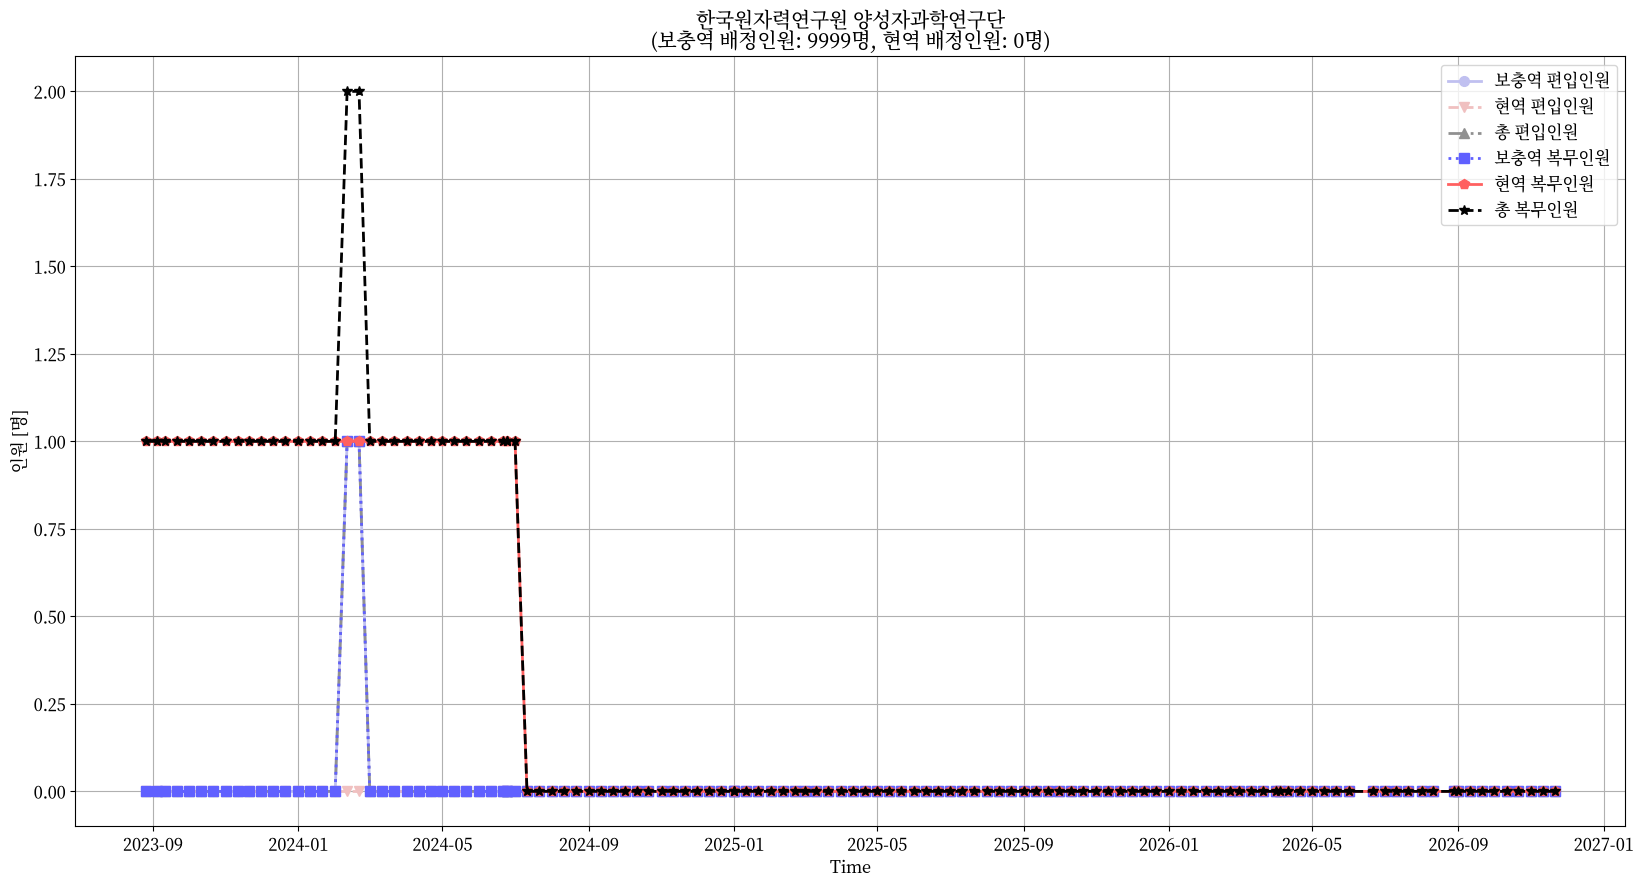 한국원자력연구원 양성자과학연구단
(보충역 배정인원: 9999명, 현역 배정인원: 0명)
보충역 편입인원
현역 편입인원
총 편입인원
보충역 복무인원
현역 복무인원
총 복무인원
인원 [명]
2.00
1.75
1.50
1.25
1.00
0.75
0.50
0.25
0.00
2023-09 2024-01 2024-05 2024-09 2025-01 2025-05 2025-09 2026-01 2026-05 2026-09 2027-01
Time